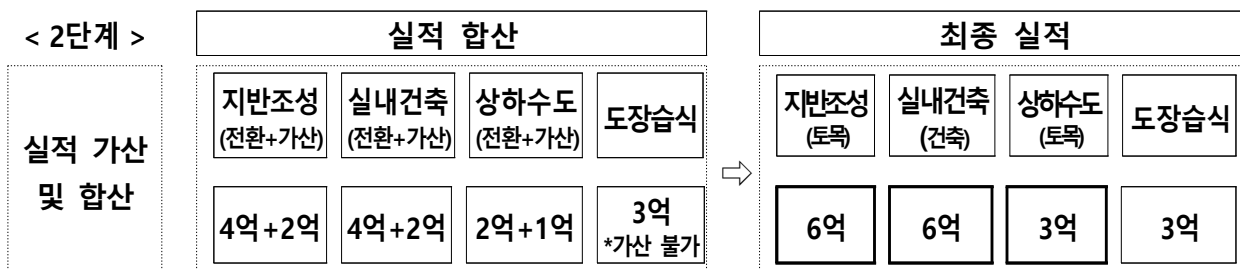 < 2단계 >
실적 합산
최종 실적
실적 가산
및 합산
지반조성
(전환+가산)
실내건축
(전환+가산)
상하수도
(전환+가산)
도장습식
4억+2억
4억+2억
2억+1억
3억
*가산 불가
⇨
지반조성
(토목)
실내건축
(건축)
상하수도
(토목)
도장습식
6억
6억
3억
3억